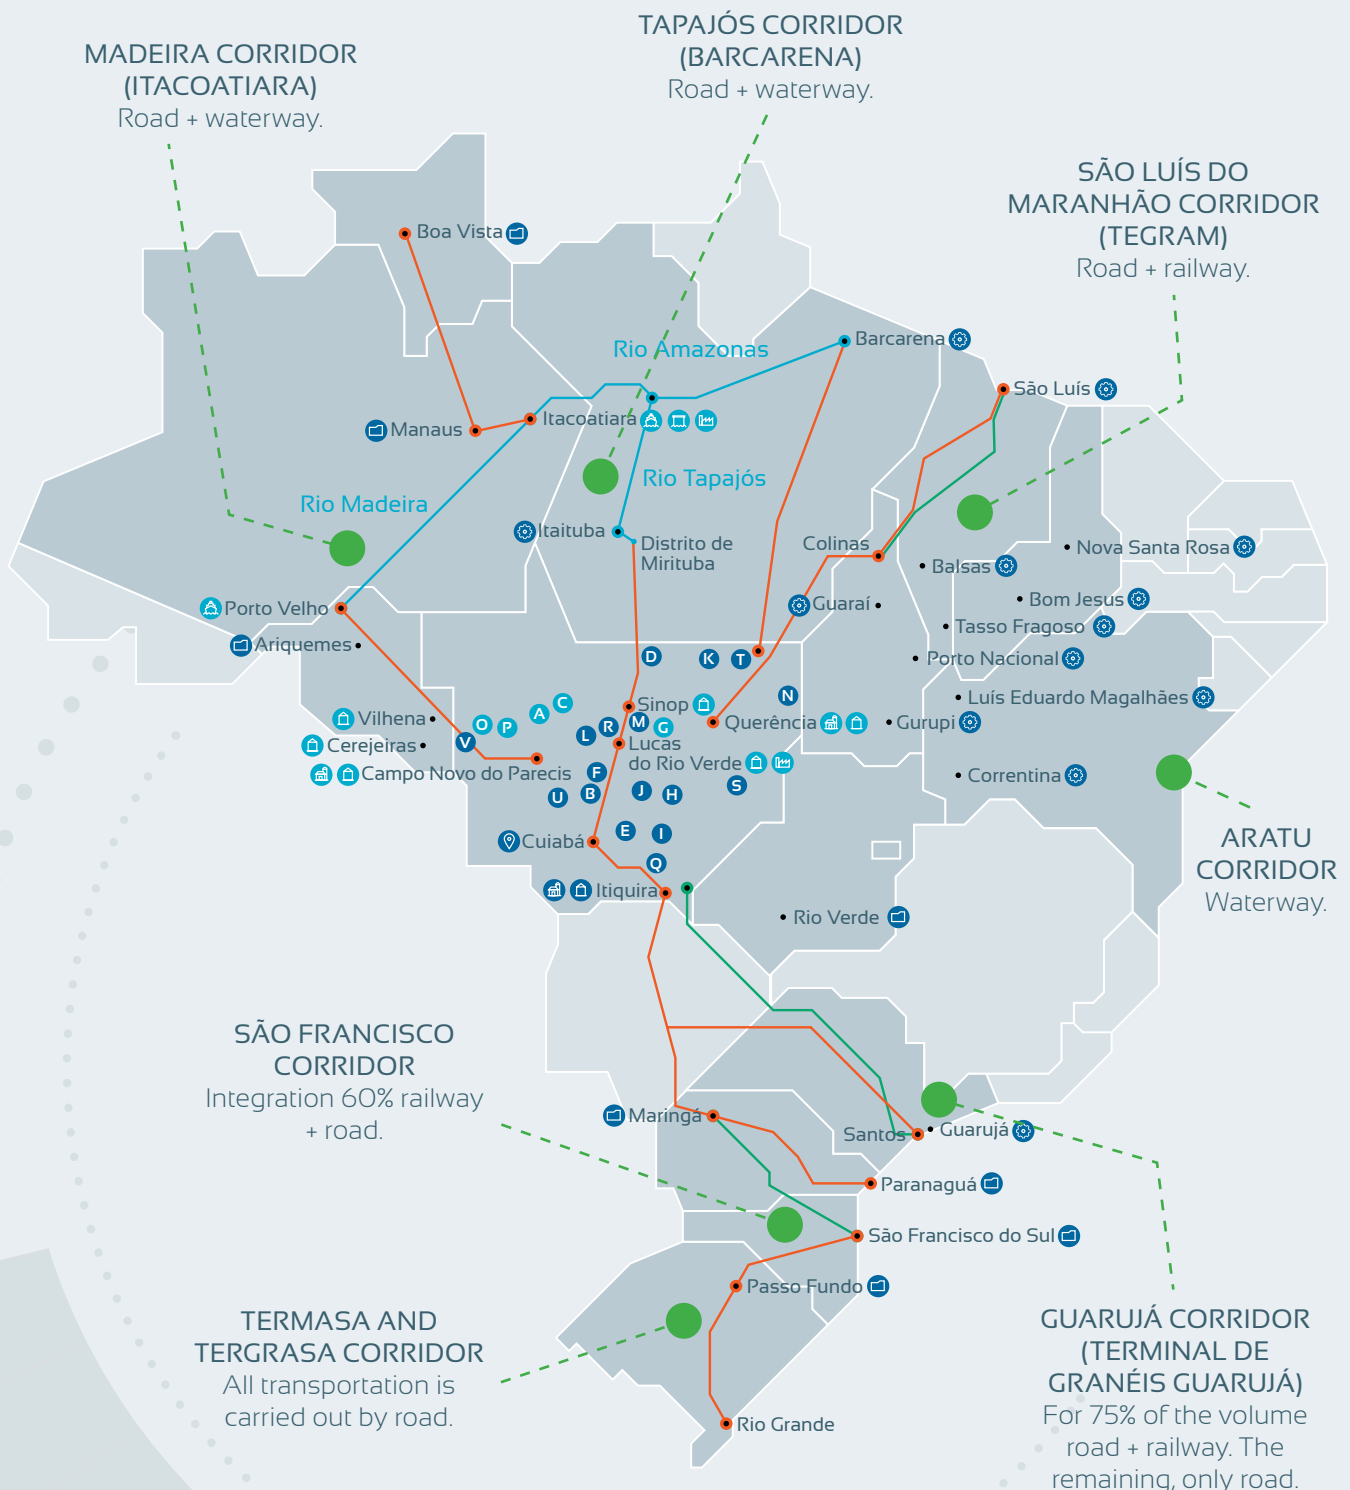 TAPAJÓS CORRIDOR
(BARCARENA)
Road + waterway.
MADEIRA CORRIDOR
(ITACOATIARA)
Road + waterway.
SÃO LUÍS DO
MARANHÃO CORRIDOR
(TEGRAM)
Road + railway.
Boa Vista
Rio Amazonas
Barcarena
São Luís
Itacoatiara
Manaus
Rio Tapajós
Rio Madeira
Itaituba
Distrito de
Mirituba
Colinas
Nova Santa Rosa
Balsas
Guaraí
Bom Jesus
Porto Velho
Tasso Fragoso
Ariquemes
D
K
T
Porto Nacional
N
Luís Eduardo Magalhães
C
Sinop
A
Vilhena
O
P
R
M
G
Querência
Gurupi
L
V
Cerejeiras
Lucas
do Rio Verde
Campo Novo do Parecis
F
Correntina
U
B
J
H
S
E
I
Cuiabá
Q
Itiquira
ARATU
CORRIDOR
Waterway.
Rio Verde
SÃO FRANCISCO
CORRIDOR
Integration 60% railway
+ road.
Maringá
Santos
Guarujá
Paranaguá
São Francisco do Sul
Passo Fundo
TERMASA AND
TERGRASA CORRIDOR
All transportation is
carried out by road.
Rio Grande
GUARUJÁ CORRIDOR
(TERMINAL DE
GRANÉIS GUARUJÁ)
For 75% of the volume
road + railway. The
remaining, only road.